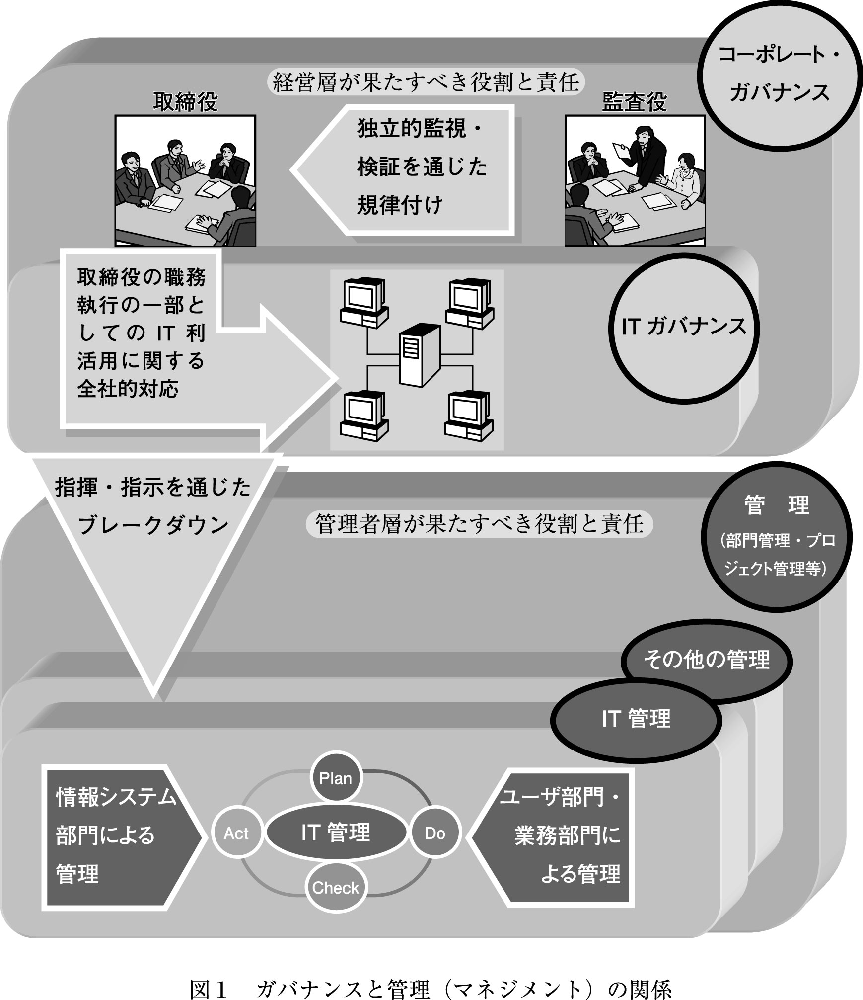 コーポレート・
ガバナンス
経営層が果たすべき役割と責任
取締役
監査役
独立的監視・
検証を通じた
規律付け
取締役の職務
執行の一部と
してのIT利
活用に関する
全社的対応
ITガバナンス
指揮・指示を通じた
ブレークダウン
管理者層が果たすべき役割と責任
管　理
（部門管理・プロ
ジェクト管理等）
その他の管理
IT管理
情報システム
部門による
管理
Plan
Act
IT管理
Do
Check
ユーザ部門・
業務部門に
よる管理
図1　ガバナンスと管理（マネジメント）の関係